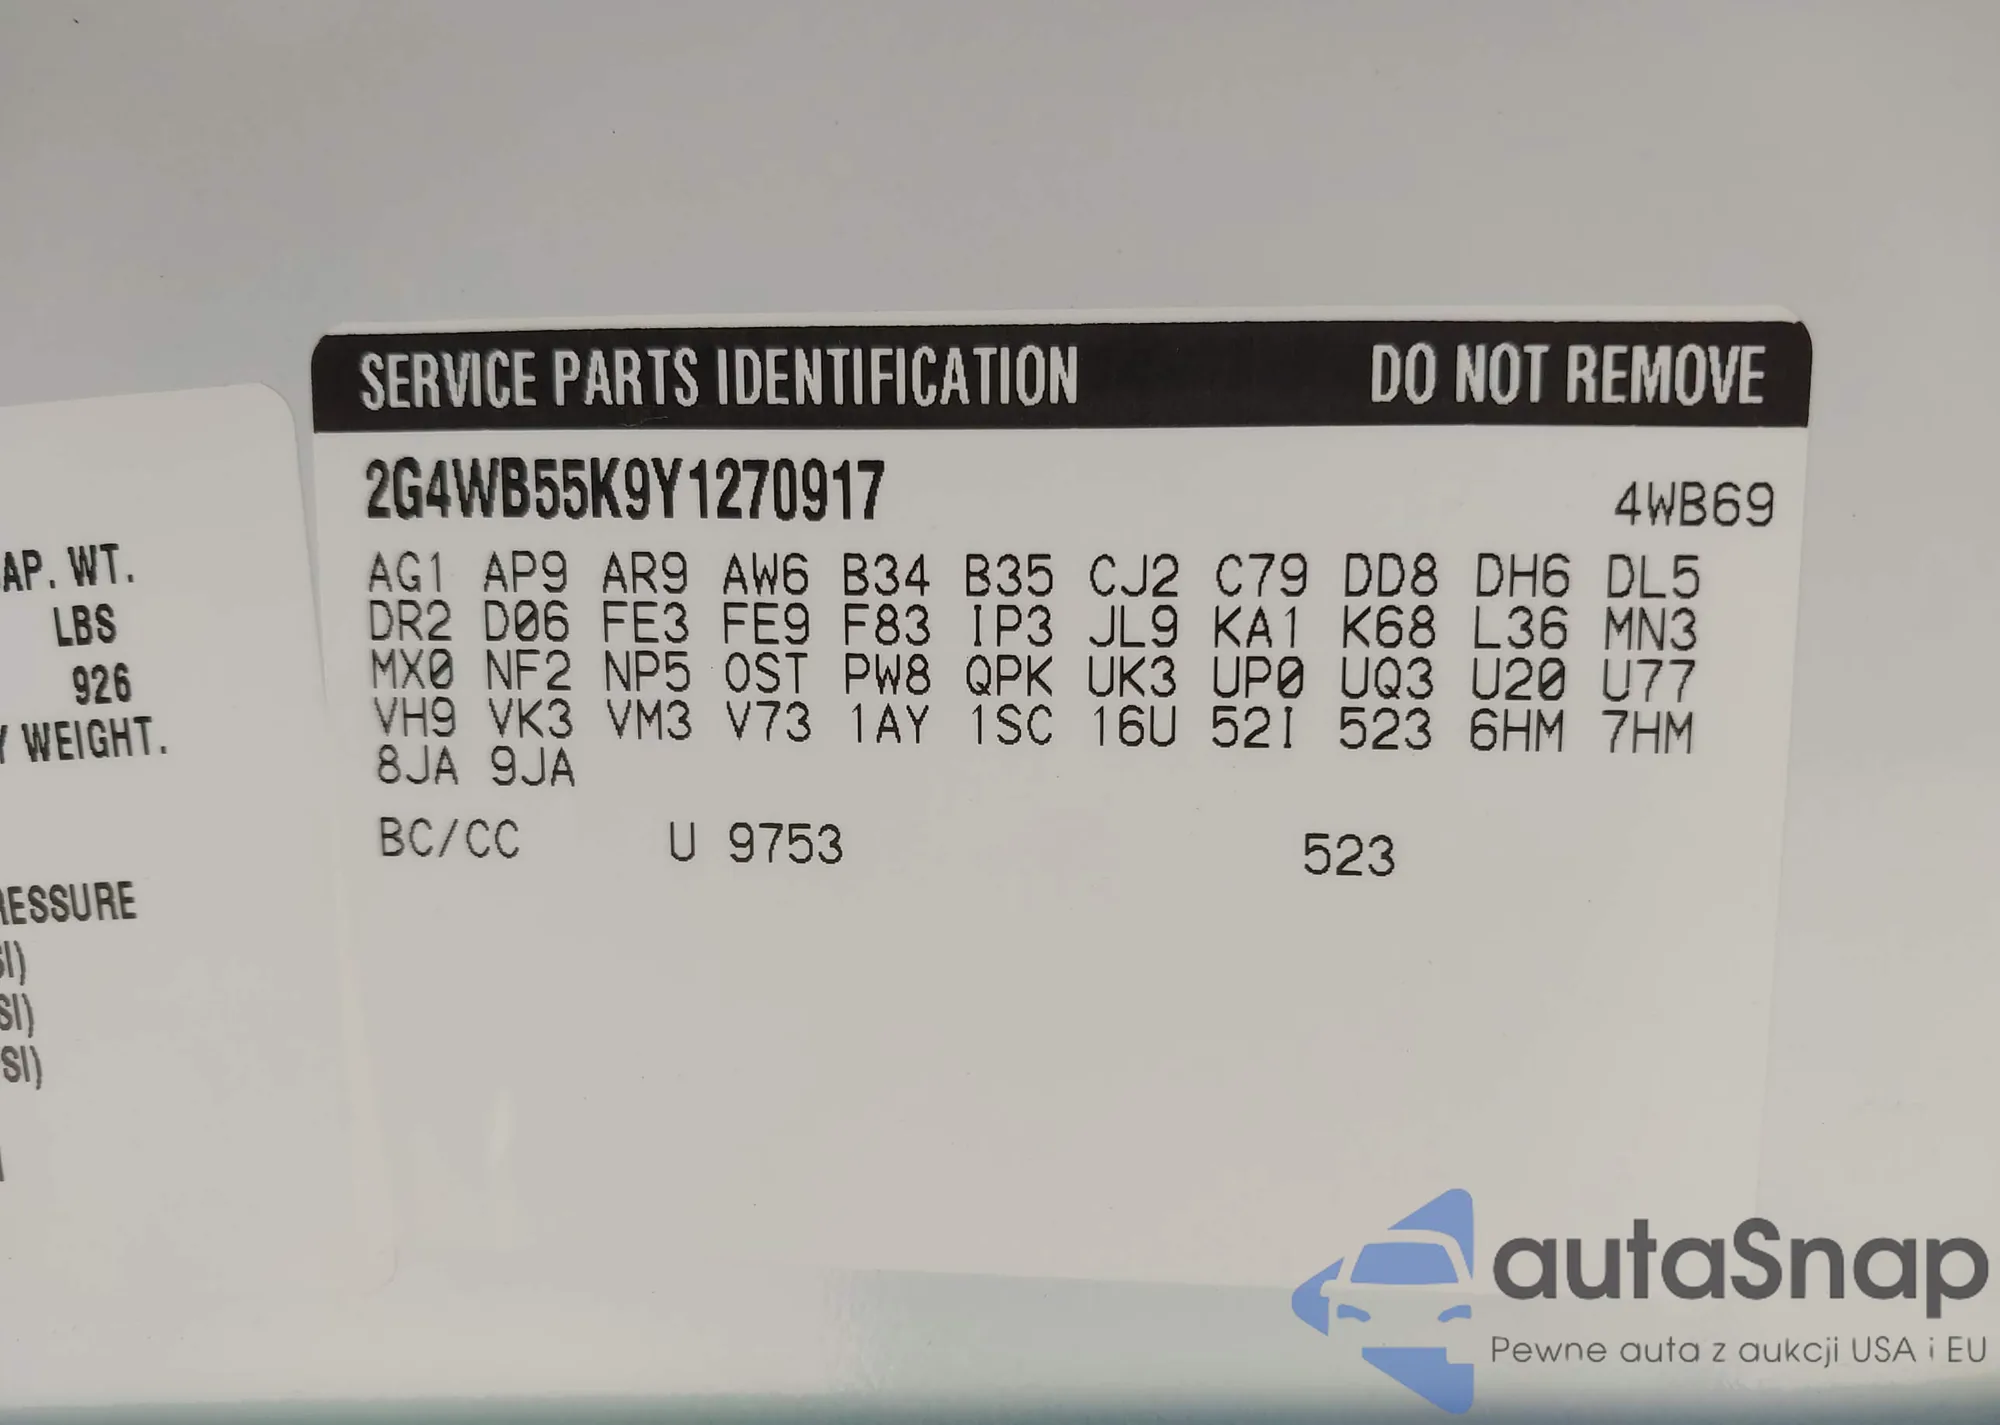 SERVICE PARTS IDENTIFICATION DO NOT REMOVE
2G4WB55K9Y1270917 4WB69
AG1 AP9 AR9 AW6 B34 B35 CJ2 C79 DD8 DH6 DL5
DR2 D06 FE3 FE9 F83 IP3 JL9 KA1 K68 L36 MN3
MX0 NF2 NP5 OST PW8 QPK UK3 UP0 UQ3 U20 U77
VH9 VK3 VM3 V73 1AY 1SC 16U 52I 523 6HM 7HM
8JA 9JA
BC/CC U 9753 523
AP. WT.
LBS
926
Y WEIGHT.
RESSURE
SI)
SI)
SI)
autaSnap
Pewne auta z aukcji USA i EU